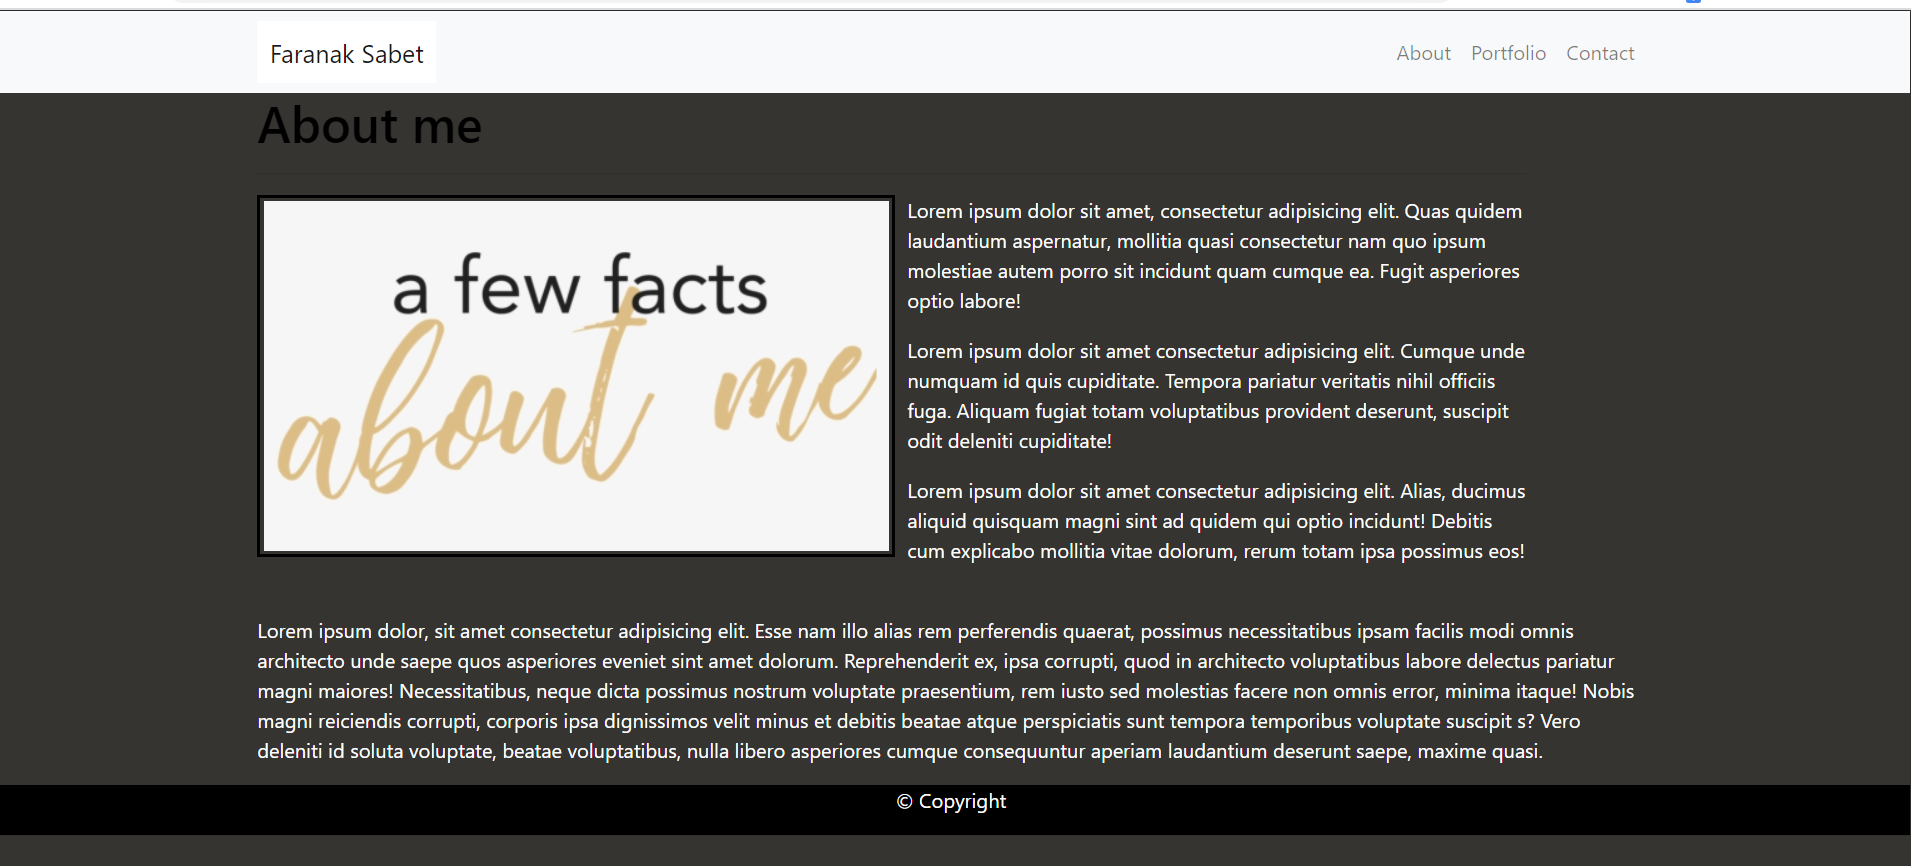 Faranak Sabet
About Portfolio Contact
About me
a few facts
about me
Lorem ipsum dolor sit amet, consectetur adipisicing elit. Quas quidem
laudantium aspernatur, mollitia quasi consectetur nam quo ipsum
molestiae autem porro sit incidunt quam cumque ea. Fugit asperiores
optio labore!
Lorem ipsum dolor sit amet consectetur adipisicing elit. Cumque unde
numquam id quis cupiditate. Tempora pariatur veritatis nihil officiis
fuga. Aliquam fugiat totam voluptatibus provident deserunt, suscipit
odit deleniti cupiditate!
Lorem ipsum dolor sit amet consectetur adipisicing elit. Alias, ducimus
aliquid quisquam magni sint ad quidem qui optio incidunt! Debitis
cum explicabo mollitia vitae dolorum, rerum totam ipsa possimus eos!
Lorem ipsum dolor, sit amet consectetur adipisicing elit. Esse nam illo alias rem perferendis quaerat, possimus necessitatibus ipsam facilis modi omnis
architecto unde saepe quos asperiores eveniet sint amet dolorum. Reprehenderit ex, ipsa corrupti, quod in architecto voluptatibus labore delectus pariatur
magni maiores! Necessitatibus, neque dicta possimus nostrum voluptate praesentium, rem iusto sed molestias facere non omnis error, minima itaque! Nobis
magni reiciendis corrupti, corporis ipsa dignissimos velit minus et debitis beatae atque perspiciatis sunt tempora temporibus voluptate suscipit s? Vero
deleniti id soluta voluptate, beatae voluptatibus, nulla libero asperiores cumque consequuntur aperiam laudantium deserunt saepe, maxime quasi.
© Copyright